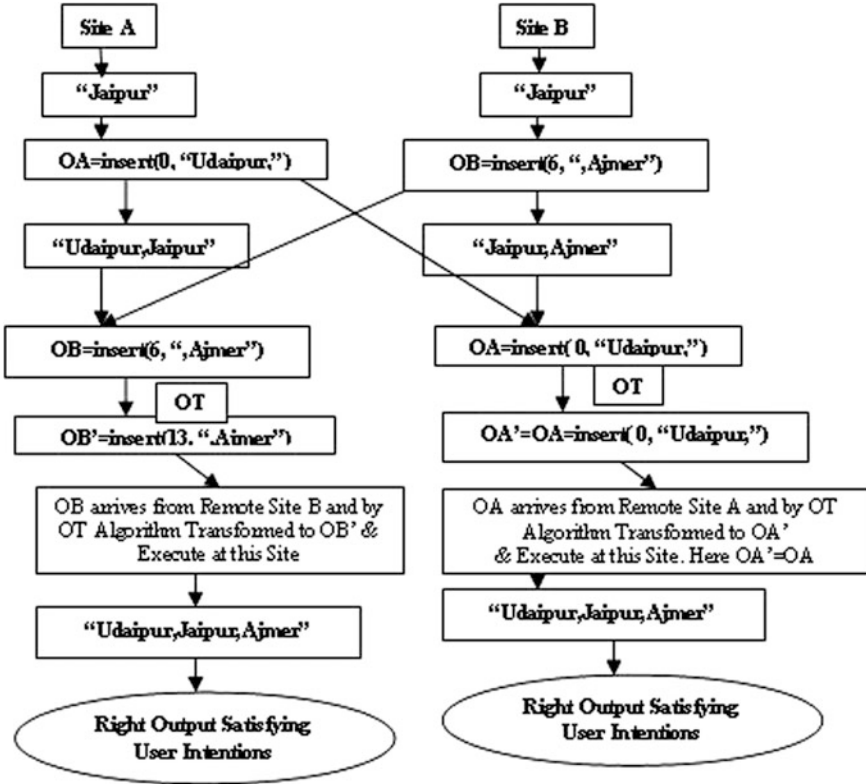 Site A
Site B
“Jaipur”
“Jaipur”
OA=insert(0, “Udaipur,”)
OB=insert(6, “,Ajmer”)
“Udaipur,Jaipur”
“Jaipur,Ajmer”
OB=insert(6, “,Ajmer”)
OA=insert( 0, “Udaipur,”)
OT
OT
OB’=insert(13, “,Ajmer”)
OA’=OA=insert( 0, “Udaipur,”)
OB arrives from Remote Site B and by
OT Algorithm Transformed to OB’ &
Execute at this Site
OA arrives from Remote Site A and by OT
Algorithm Transformed to OA’
& Execute at this Site. Here OA’=OA
“Udaipur,Jaipur,Ajmer”
“Udaipur,Jaipur,Ajmer”
Right Output Satisfying
User Intentions
Right Output Satisfying
User Intentions